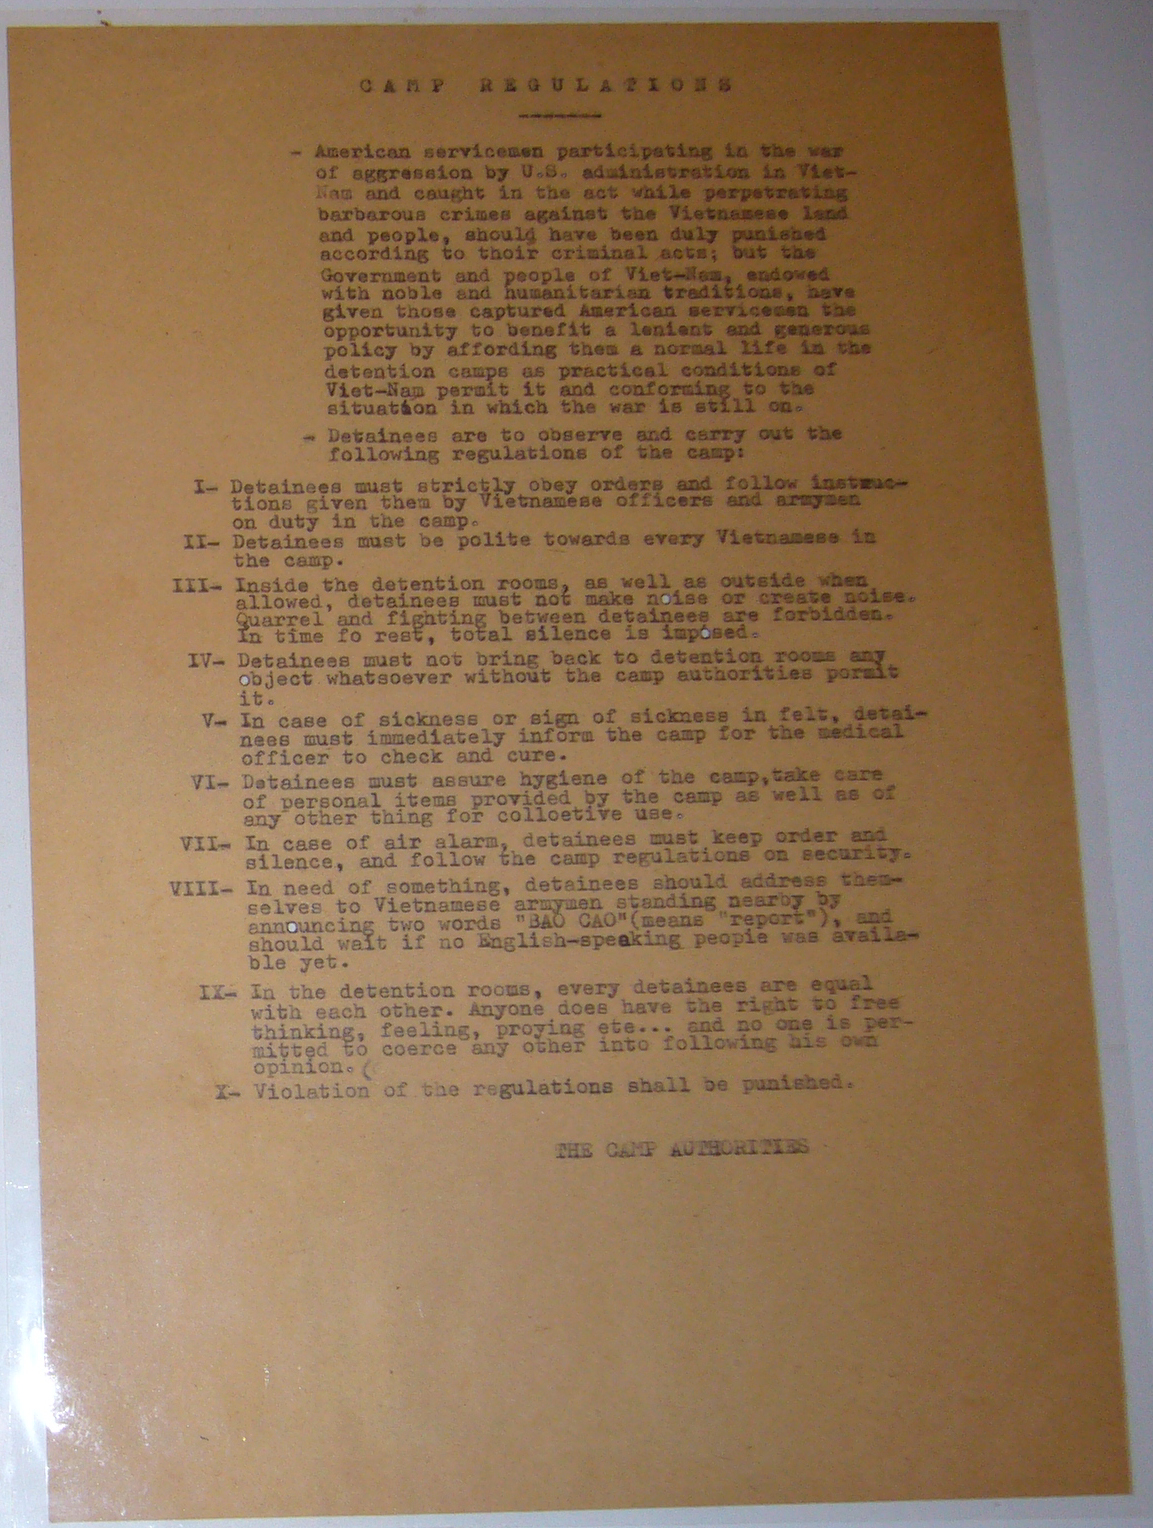 CAMP REGULATIONS
- American servicemen participating in the war
of aggression by U.S. administration in Viet-
Nam and caught in the act while perpetrating
barbarous crimes against the Vietnamese land
and people, should have been duly punished
according to thoir criminal acts; but the
Government and people of Viet-Nam, endowed
with noble and humanitarian traditions, have
given those captured American servicemen the
opportunity to benefit a lenient and generous
policy by affording them a normal life in the
detention camps as practical conditions of
Viet-Nam permit it and conforming to the
situation in which the war is still on.
- Detainees are to observe and carry out the
following regulations of the camp:
I- Detainees must strictly obey orders and follow instruc-
tions given them by Vietnamese officers and armymen
on duty in the camp.
II- Detainees must be polite towards every Vietnamese in
the camp.
III- Inside the detention rooms, as well as outside when
allowed, detainees must not make noise or create noise.
Quarrel and fighting between detainees are forbidden.
In time fo rest, total silence is imposed.
IV- Detainees must not bring back to detention rooms any
object whatsoever without the camp authorities permit
it.
V- In case of sickness or sign of sickness in felt, detai-
nees must immediately inform the camp for the medical
officer to check and cure.
VI- Detainees must assure hygiene of the camp,take care
of personal items provided by the camp as well as of
any other thing for colloetive use.
VII- In case of air alarm, detainees must keep order and
silence, and follow the camp regulations on security.
VIII- In need of something, detainees should address them-
selves to Vietnamese armymen standing nearby by
announcing two words "BAO CAO"(means "report"), and
should wait if no English-speaking peopie was availa-
ble yet.
IX- In the detention rooms, every detainees are equal
with each other. Anyone does have the right to free
thinking, feeling, proying ete... and no one is per-
mitted to coerce any other into following his own
opinion.(
X- Violation of the regulations shall be punished.
THE CAMP AUTHORITIES